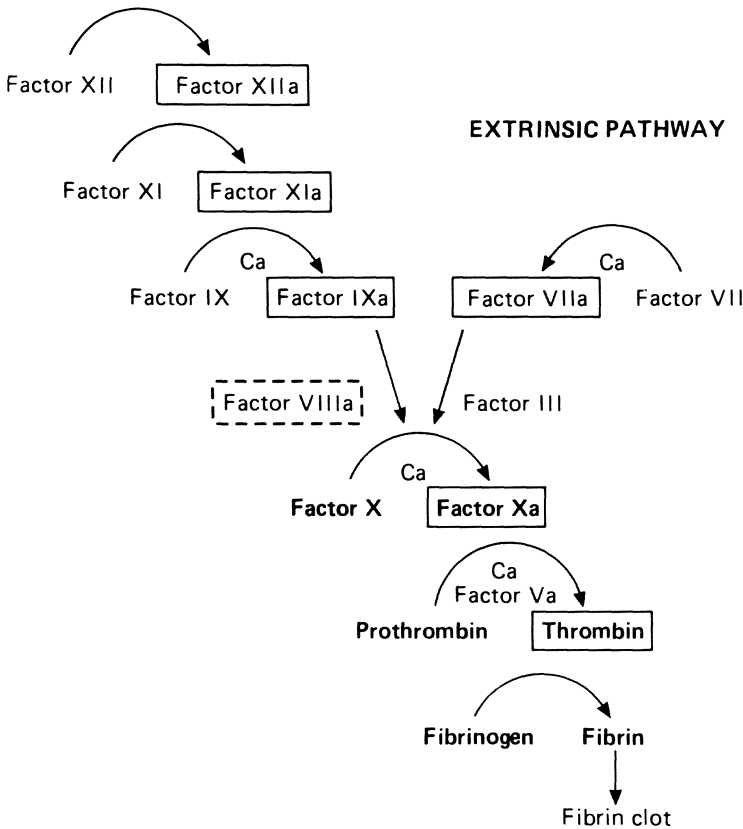 Factor XII
Factor XIIa
EXTRINSIC PATHWAY
Factor XI
Factor XIa
Ca
Ca
Factor IX
Factor IXa
Factor VIIa
Factor VII
Factor VIIIa
Factor III
Ca
Factor X
Factor Xa
Ca
Factor Va
Prothrombin
Thrombin
Fibrinogen
Fibrin
Fibrin clot